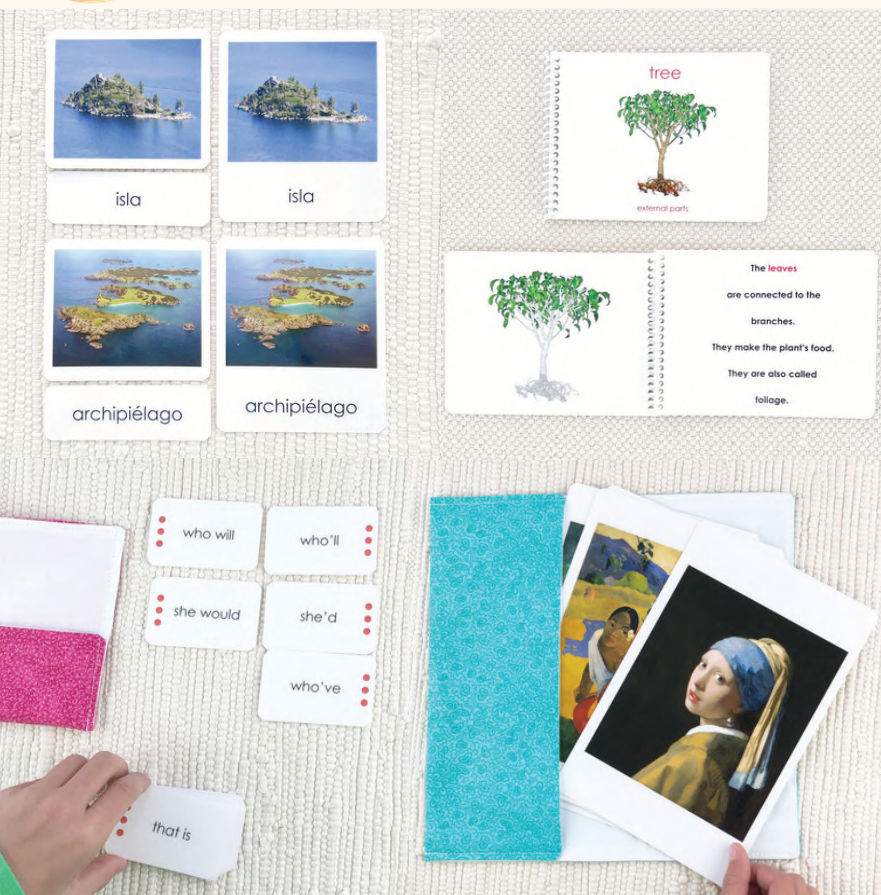 isla
isla
archipiélago
archipiélago
tree
external parts
The leaves
are connected to the
branches.
They make the plant's food.
They are also called
foliage.
who will
who'll
she would
she'd
who've
that is